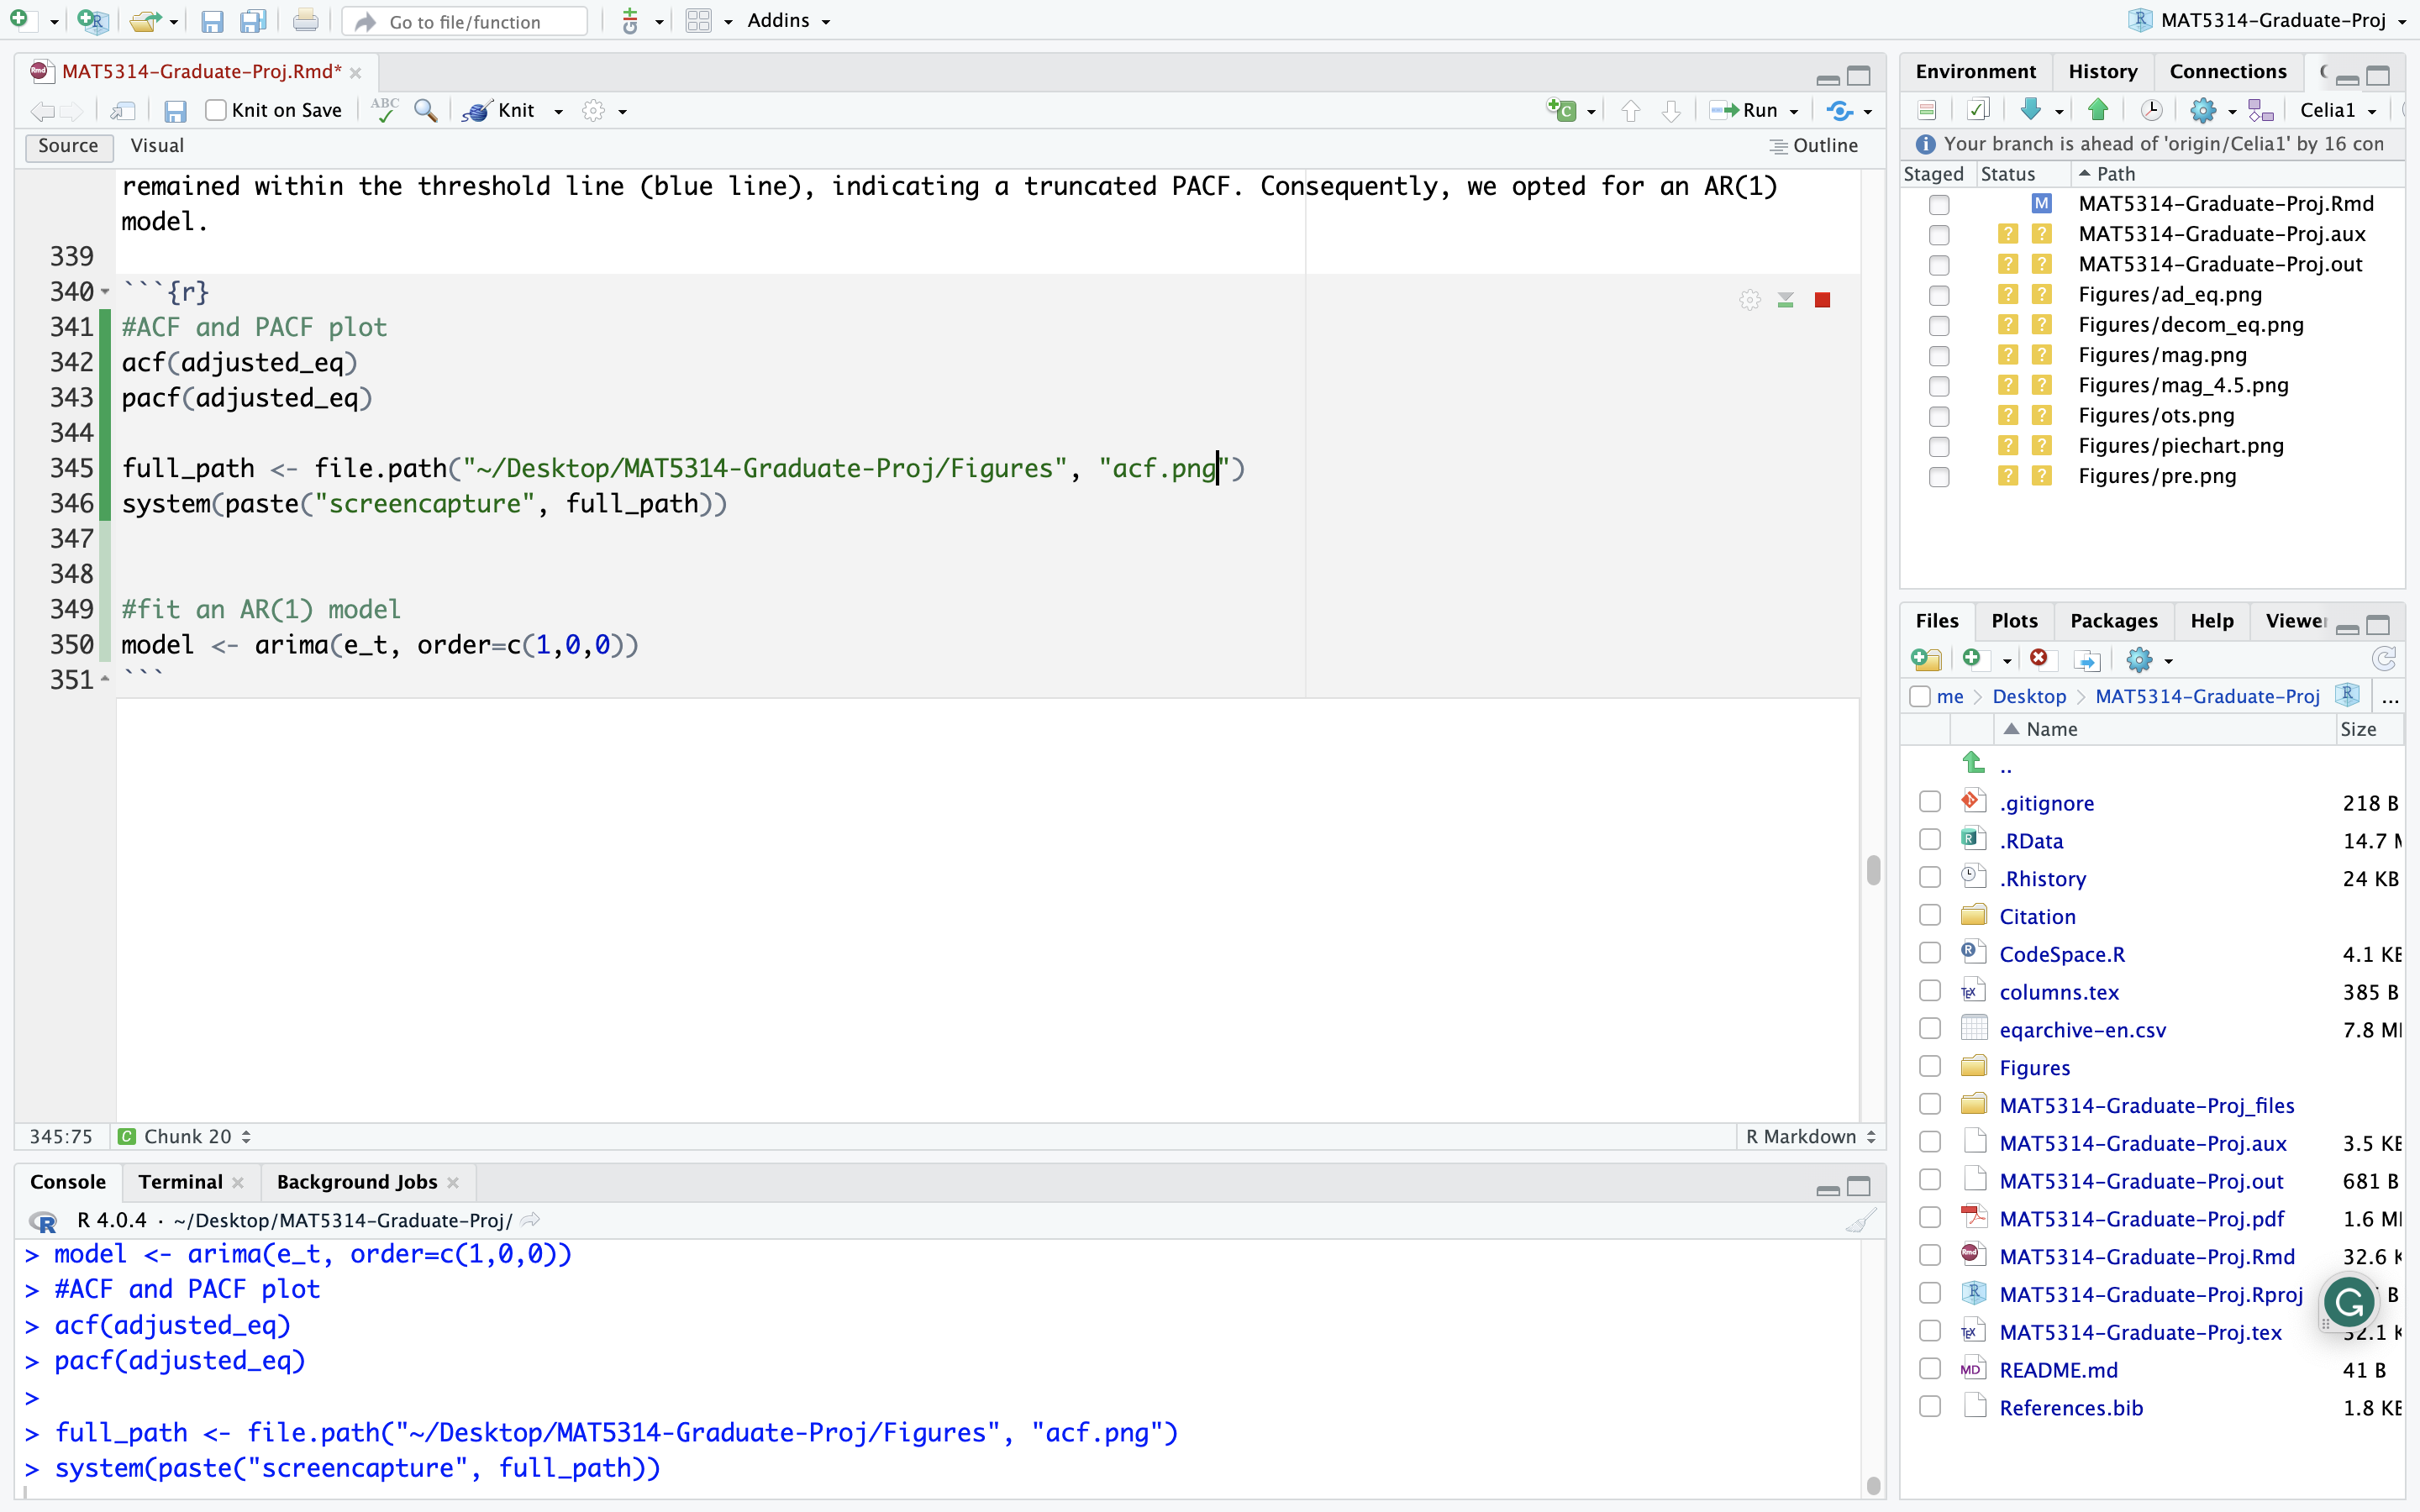 Go to file/function
Addins
MAT5314-Graduate-Proj
MAT5314-Graduate-Proj.Rmd*
Knit on Save
ABC
Knit
Run
Source
Visual
Outline
remained within the threshold line (blue line), indicating a truncated PACF. Consequently, we opted for an AR(1)
model.
339
340 ```{r}
341 #ACF and PACF plot
342 acf(adjusted_eq)
343 pacf(adjusted_eq)
344
345 full_path <- file.path("~/Desktop/MAT5314-Graduate-Proj/Figures", "acf.png")
346 system(paste("screencapture", full_path))
347
348
349 #fit an AR(1) model
350 model <- arima(e_t, order=c(1,0,0))
351 ```
345:75
Chunk 20
R Markdown
Console
Terminal
Background Jobs
R 4.0.4 · ~/Desktop/MAT5314-Graduate-Proj/
> model <- arima(e_t, order=c(1,0,0))
> #ACF and PACF plot
> acf(adjusted_eq)
> pacf(adjusted_eq)
>
> full_path <- file.path("~/Desktop/MAT5314-Graduate-Proj/Figures", "acf.png")
> system(paste("screencapture", full_path))
Environment
History
Connections
Celia1
Your branch is ahead of 'origin/Celia1' by 16 con
Staged
Status
Path
M MAT5314-Graduate-Proj.Rmd
? ? MAT5314-Graduate-Proj.aux
? ? MAT5314-Graduate-Proj.out
? ? Figures/ad_eq.png
? ? Figures/decom_eq.png
? ? Figures/mag.png
? ? Figures/mag_4.5.png
? ? Figures/ots.png
? ? Figures/piechart.png
? ? Figures/pre.png
Files
Plots
Packages
Help
Viewer
me > Desktop > MAT5314-Graduate-Proj ...
Name
Size
..
.gitignore 218 B
.RData 14.7 M
.Rhistory 24 KB
Citation
CodeSpace.R 4.1 KB
columns.tex 385 B
eqarchive-en.csv 7.8 M
Figures
MAT5314-Graduate-Proj_files
MAT5314-Graduate-Proj.aux 3.5 KB
MAT5314-Graduate-Proj.out 681 B
MAT5314-Graduate-Proj.pdf 1.6 M
MAT5314-Graduate-Proj.Rmd 32.6 K
MAT5314-Graduate-Proj.Rproj B
MAT5314-Graduate-Proj.tex 32.1 K
README.md 41 B
References.bib 1.8 KB